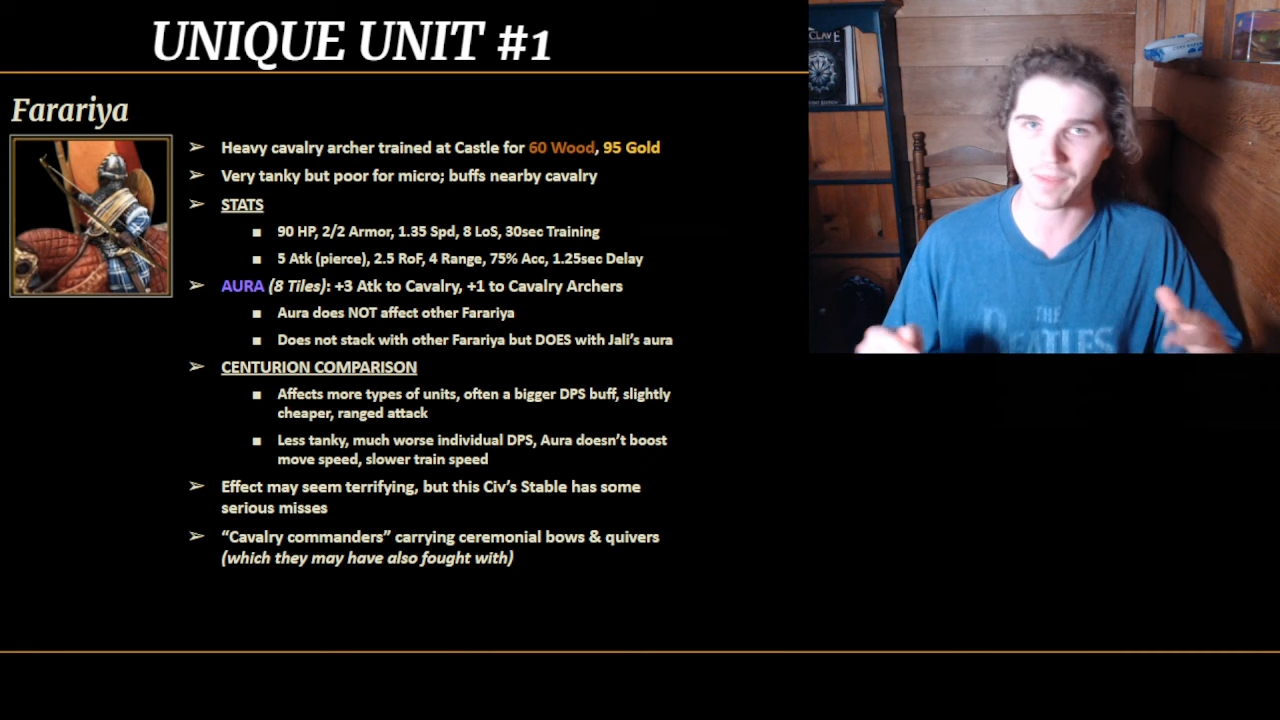 UNIQUE UNIT #1
Farariya
➢ Heavy cavalry archer trained at Castle for 60 Wood, 95 Gold
➢ Very tanky but poor for micro; buffs nearby cavalry
➢ STATS
▪ 90 HP, 2/2 Armor, 1.35 Spd, 8 LoS, 30sec Training
▪ 5 Atk (pierce), 2.5 RoF, 4 Range, 75% Acc, 1.25sec Delay
➢ AURA (8 Tiles): +3 Atk to Cavalry, +1 to Cavalry Archers
▪ Aura does NOT affect other Farariya
▪ Does not stack with other Farariya but DOES with Jali’s aura
➢ CENTURION COMPARISON
▪ Affects more types of units, often a bigger DPS buff, slightly
cheaper, ranged attack
▪ Less tanky, much worse individual DPS, Aura doesn’t boost
move speed, slower train speed
➢ Effect may seem terrifying, but this Civ’s Stable has some
serious misses
➢ “Cavalry commanders” carrying ceremonial bows & quivers
(which they may have also fought with)
THE
BEATLES